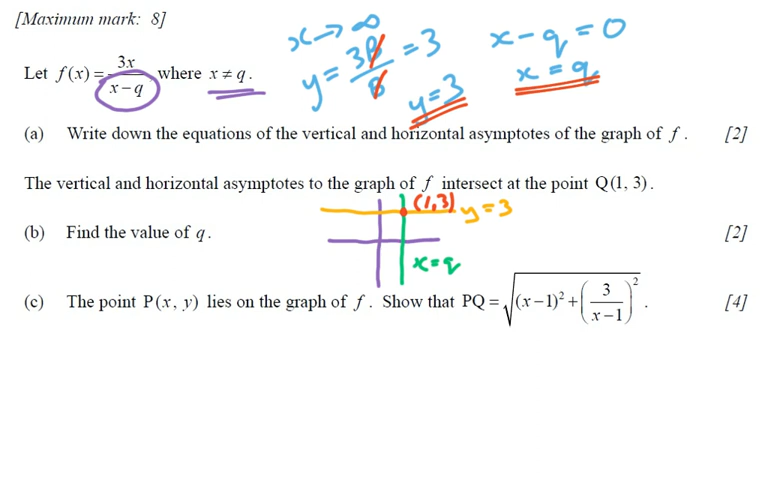 [Maximum mark: 8]
x → ∞
y = 3∞/∞ = 3
y = 3
x - q = 0
x = q
Let f(x) = 3x/(x − q) where x ≠ q.
(a) Write down the equations of the vertical and horizontal asymptotes of the graph of f. [2]
The vertical and horizontal asymptotes to the graph of f intersect at the point Q(1, 3).
(1,3) y = 3
(b) Find the value of q. [2]
x = q
(c) The point P(x, y) lies on the graph of f. Show that PQ = √((x−1)² + (3/(x−1))²). [4]